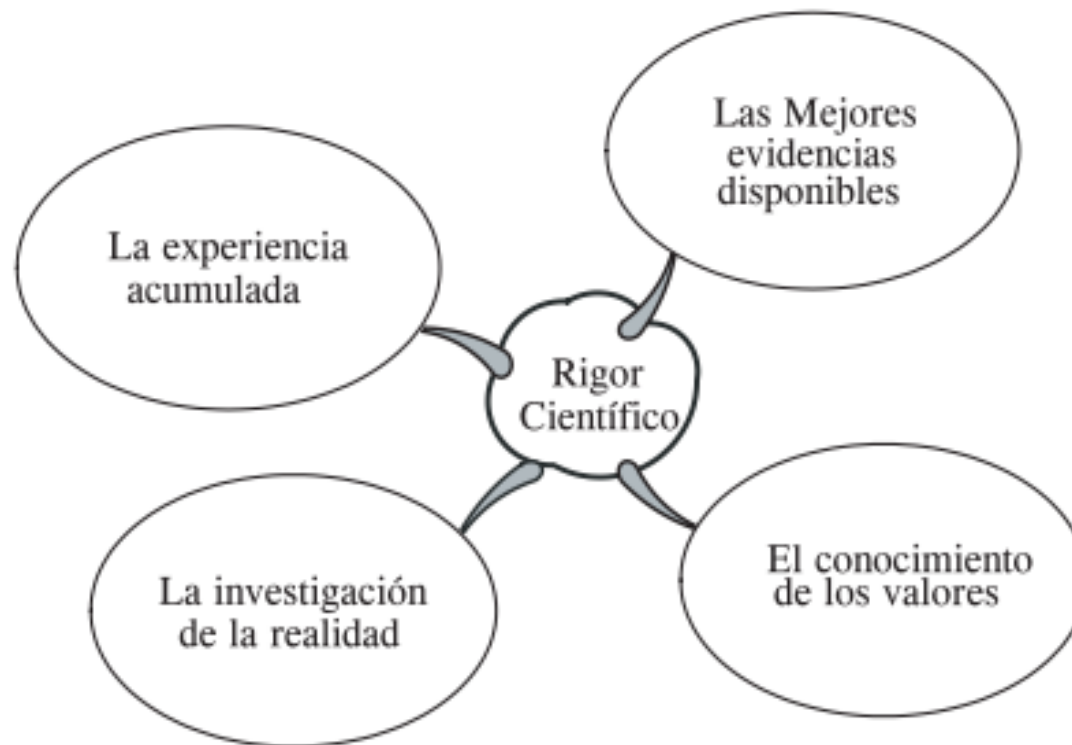 Las Mejores
evidencias
disponibles
La experiencia
acumulada
Rigor
Científico
La investigación
de la realidad
El conocimiento
de los valores